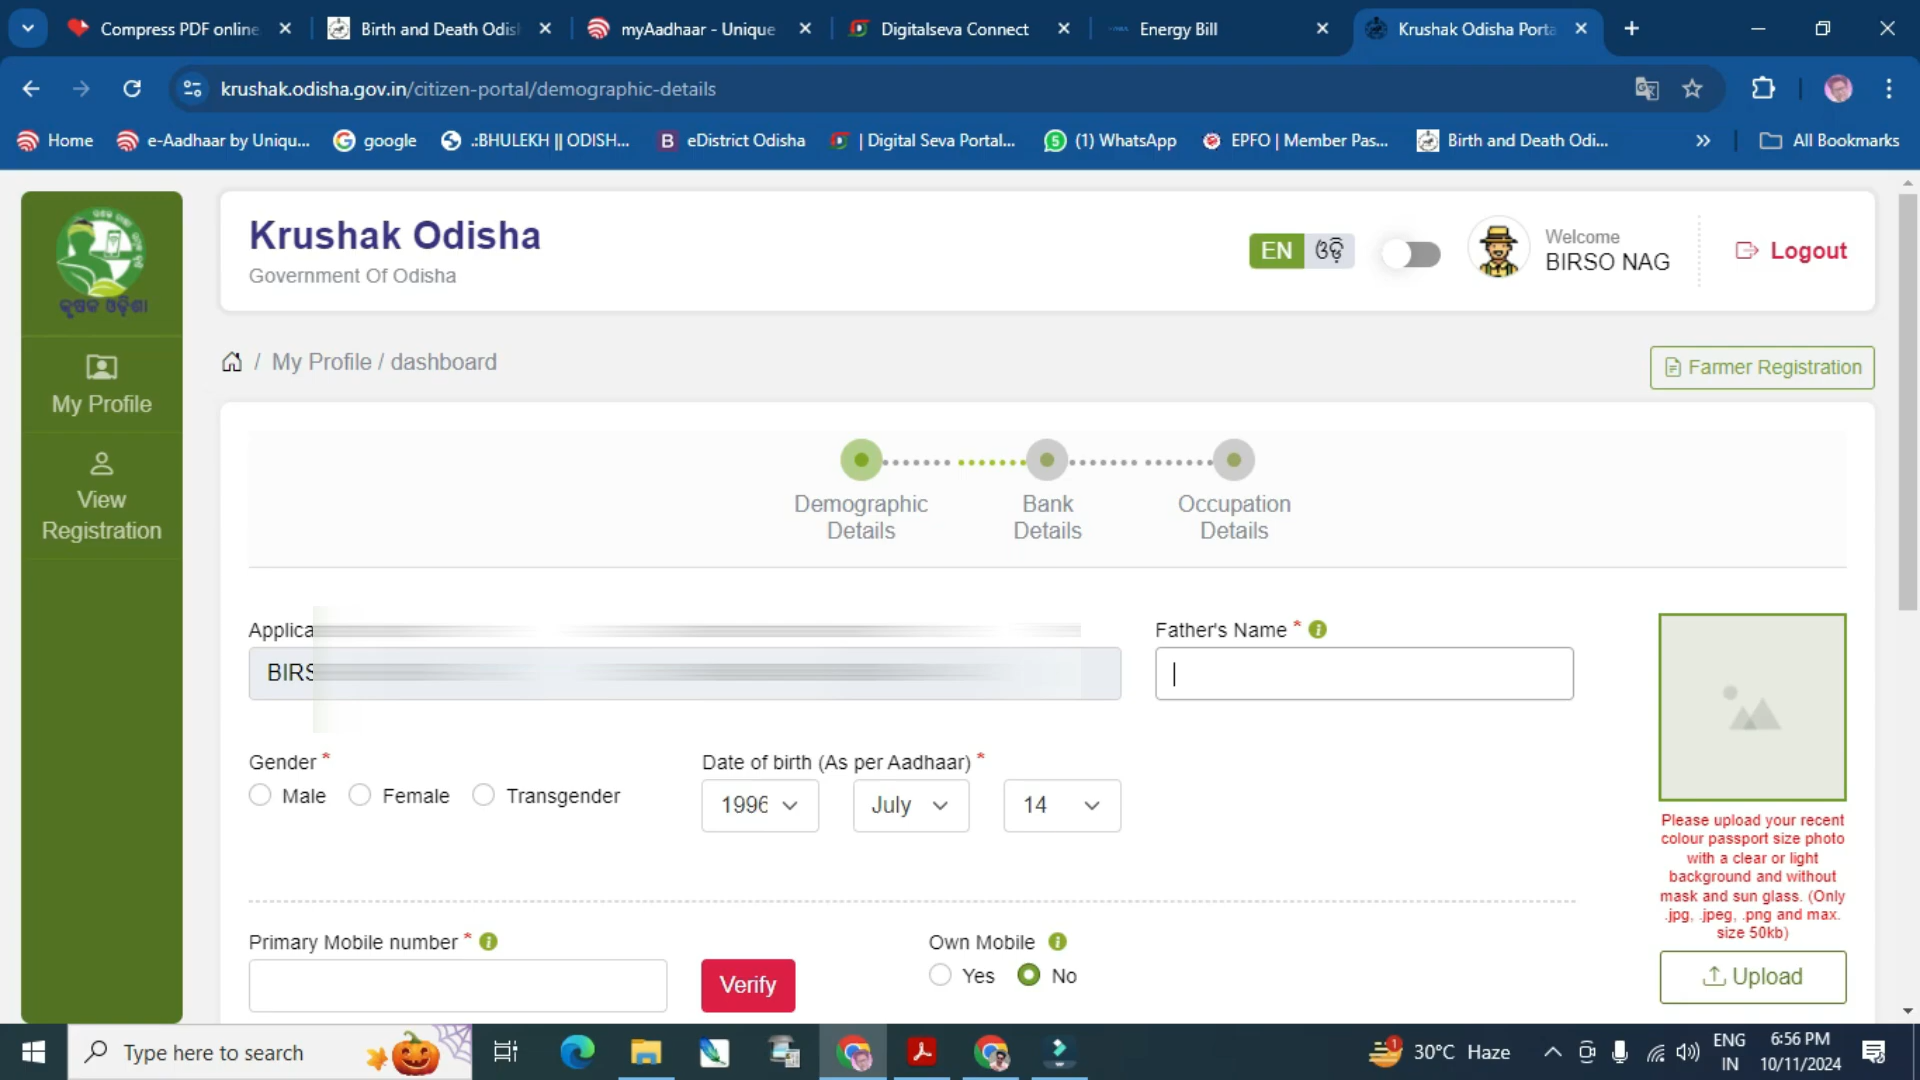 Compress PDF online
Birth and Death Odis
myAadhaar - Unique
Digitalseva Connect
Energy Bill
Krushak Odisha Porta
krushak.odisha.gov.in/citizen-portal/demographic-details
Home
e-Aadhaar by Uniqu...
google
.:BHULEKH || ODISH...
eDistrict Odisha
| Digital Seva Portal...
(1) WhatsApp
EPFO | Member Pas...
Birth and Death Odi...
All Bookmarks
କୃଷକ ଓଡ଼ିଶା
Krushak Odisha
Government Of Odisha
EN ଓଡ଼ି
Welcome
BIRSO NAG
Logout
My Profile
View
Registration
/ My Profile / dashboard
Farmer Registration
Demographic
Details
Bank
Details
Occupation
Details
Applica
BIRS
Father's Name *
Gender *
Male Female Transgender
Date of birth (As per Aadhaar) *
1996 July 14
Please upload your recent
colour passport size photo
with a clear or light
background and without
mask and sun glass. (Only
.jpg, .jpeg, .png and max.
size 50kb)
Upload
Primary Mobile number *
Verify
Own Mobile
Yes No
Type here to search
1
30°C Haze
ENG
IN
6:56 PM
10/11/2024